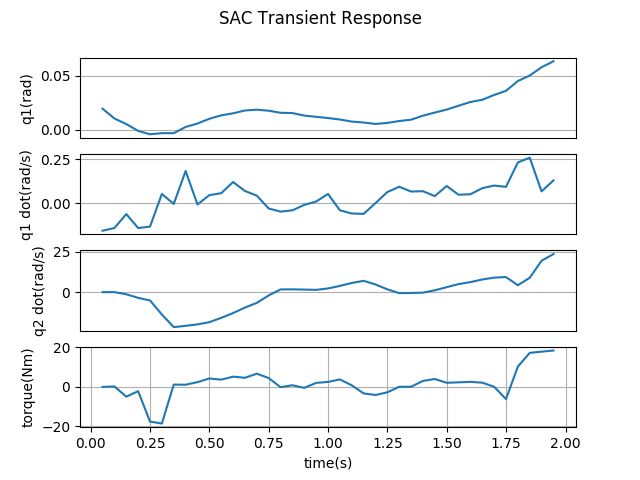 SAC Transient Response
q1(rad)
0.05
0.00
q1 dot(rad/s)
0.25
0.00
q2 dot(rad/s)
25
0
torque(Nm)
20
0
−20
0.00 0.25 0.50 0.75 1.00 1.25 1.50 1.75 2.00
time(s)